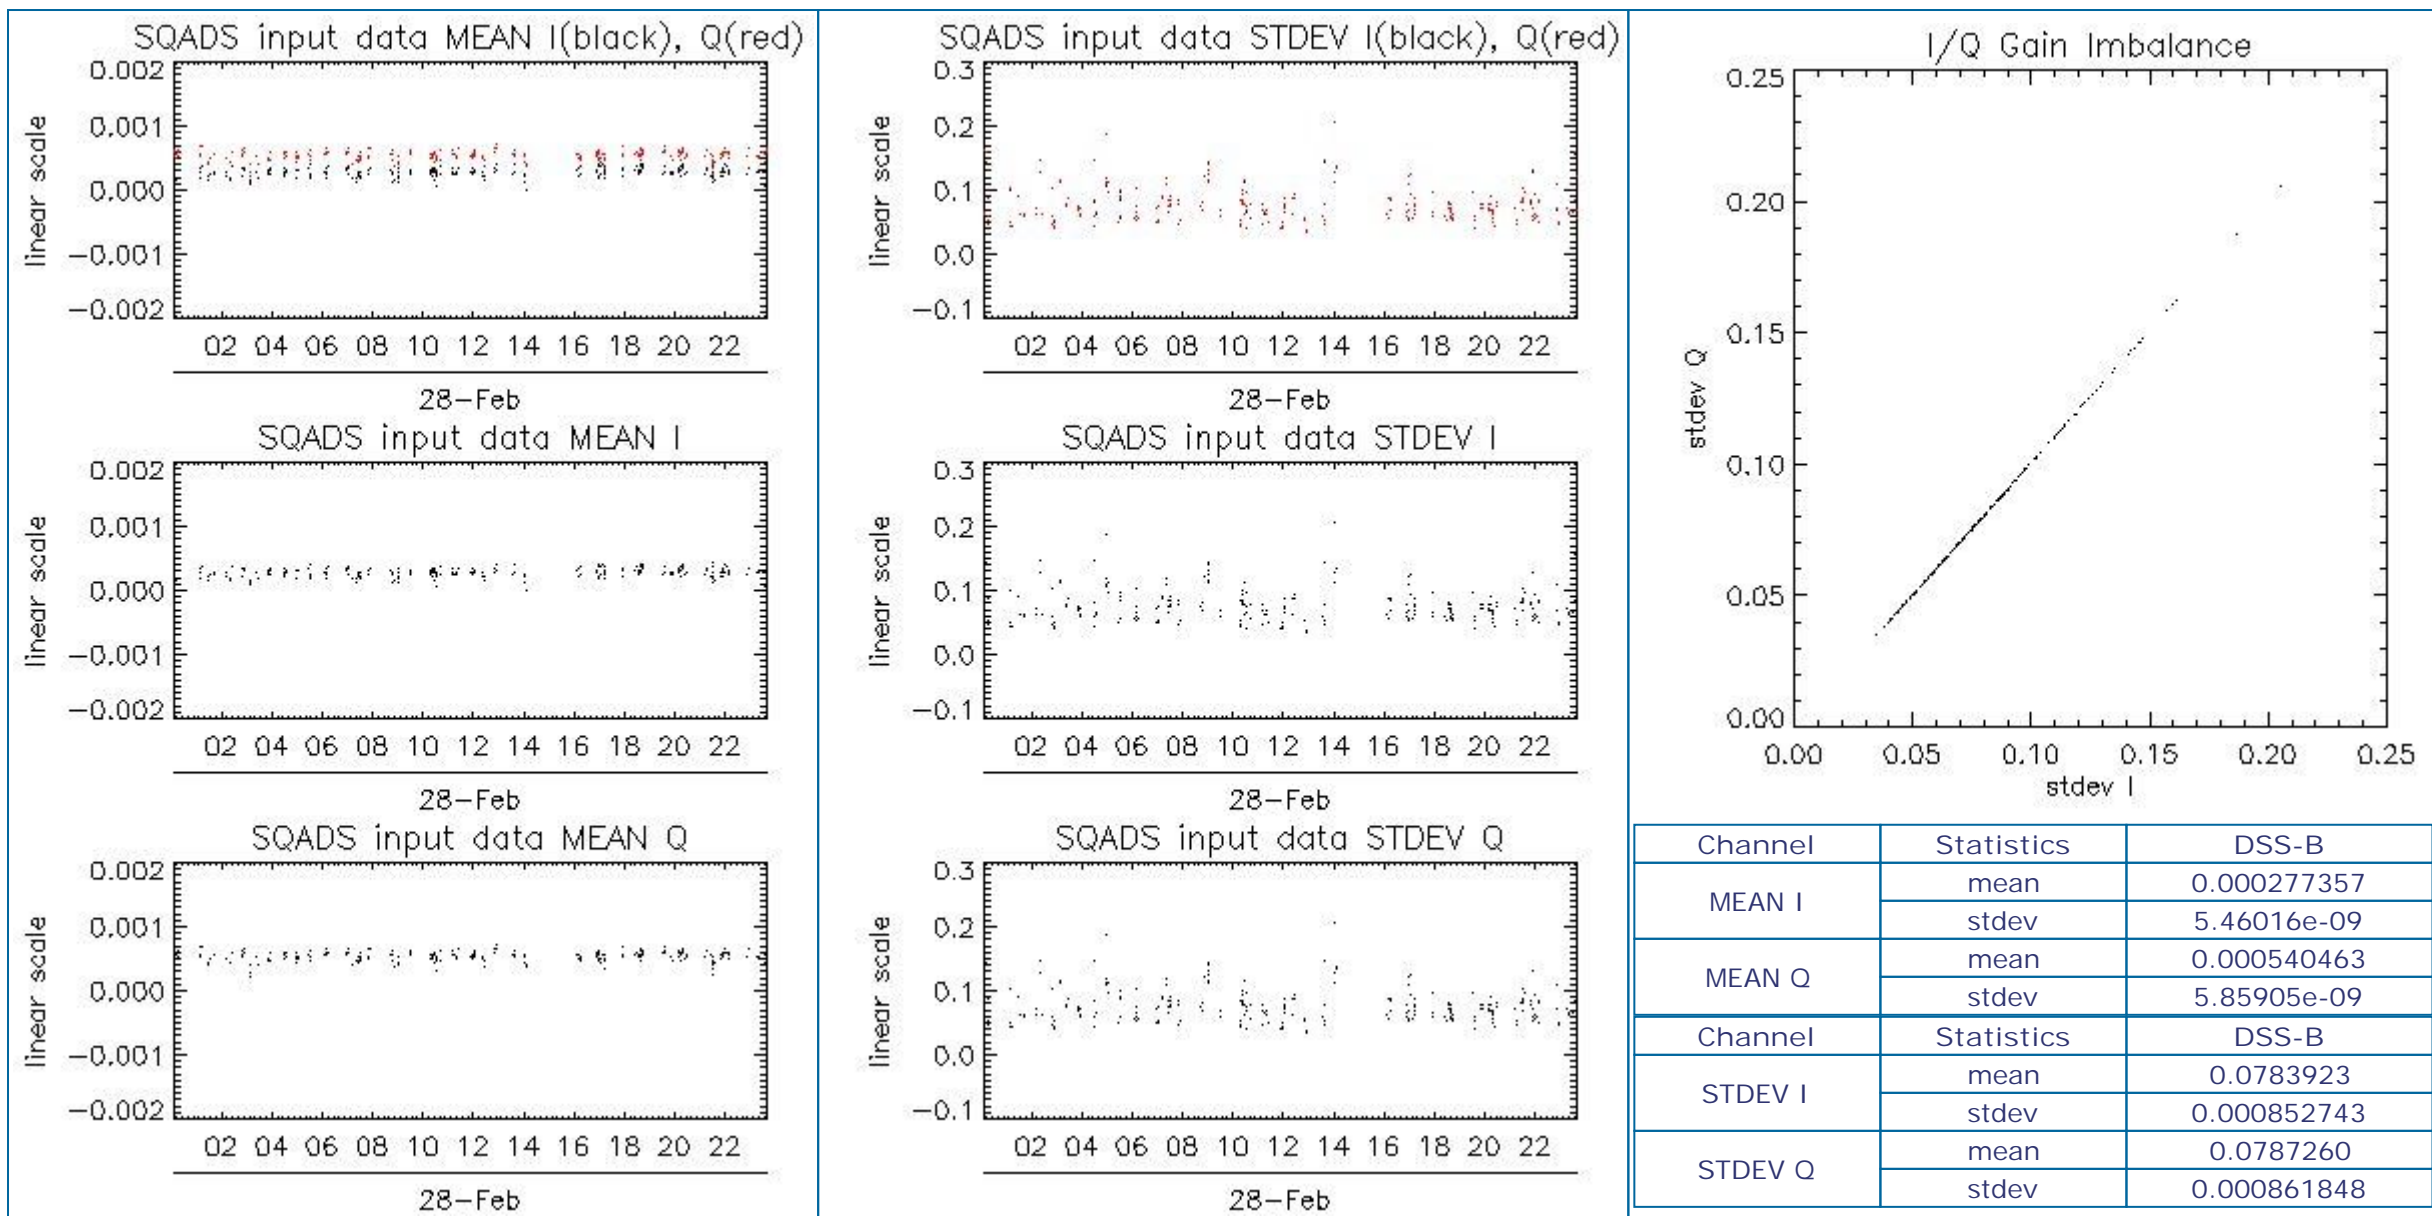 SQADS input data MEAN I(black), Q(red)
linear scale
0.002
0.001
0.000
−0.001
−0.002
02 04 06 08 10 12 14 16 18 20 22
28−Feb
SQADS input data MEAN I
linear scale
0.002
0.001
0.000
−0.001
−0.002
02 04 06 08 10 12 14 16 18 20 22
28−Feb
SQADS input data MEAN Q
linear scale
0.002
0.001
0.000
−0.001
−0.002
02 04 06 08 10 12 14 16 18 20 22
28−Feb
SQADS input data STDEV I(black), Q(red)
linear scale
0.3
0.2
0.1
0.0
−0.1
02 04 06 08 10 12 14 16 18 20 22
28−Feb
SQADS input data STDEV I
linear scale
0.3
0.2
0.1
0.0
−0.1
02 04 06 08 10 12 14 16 18 20 22
28−Feb
SQADS input data STDEV Q
linear scale
0.3
0.2
0.1
0.0
−0.1
02 04 06 08 10 12 14 16 18 20 22
28−Feb
I/Q Gain Imbalance
stdev Q
0.25
0.20
0.15
0.10
0.05
0.00
0.00 0.05 0.10 0.15 0.20 0.25
stdev I
Channel Statistics DSS-B
MEAN I mean 0.000277357
stdev 5.46016e-09
MEAN Q mean 0.000540463
stdev 5.85905e-09
Channel Statistics DSS-B
STDEV I mean 0.0783923
stdev 0.000852743
STDEV Q mean 0.0787260
stdev 0.000861848